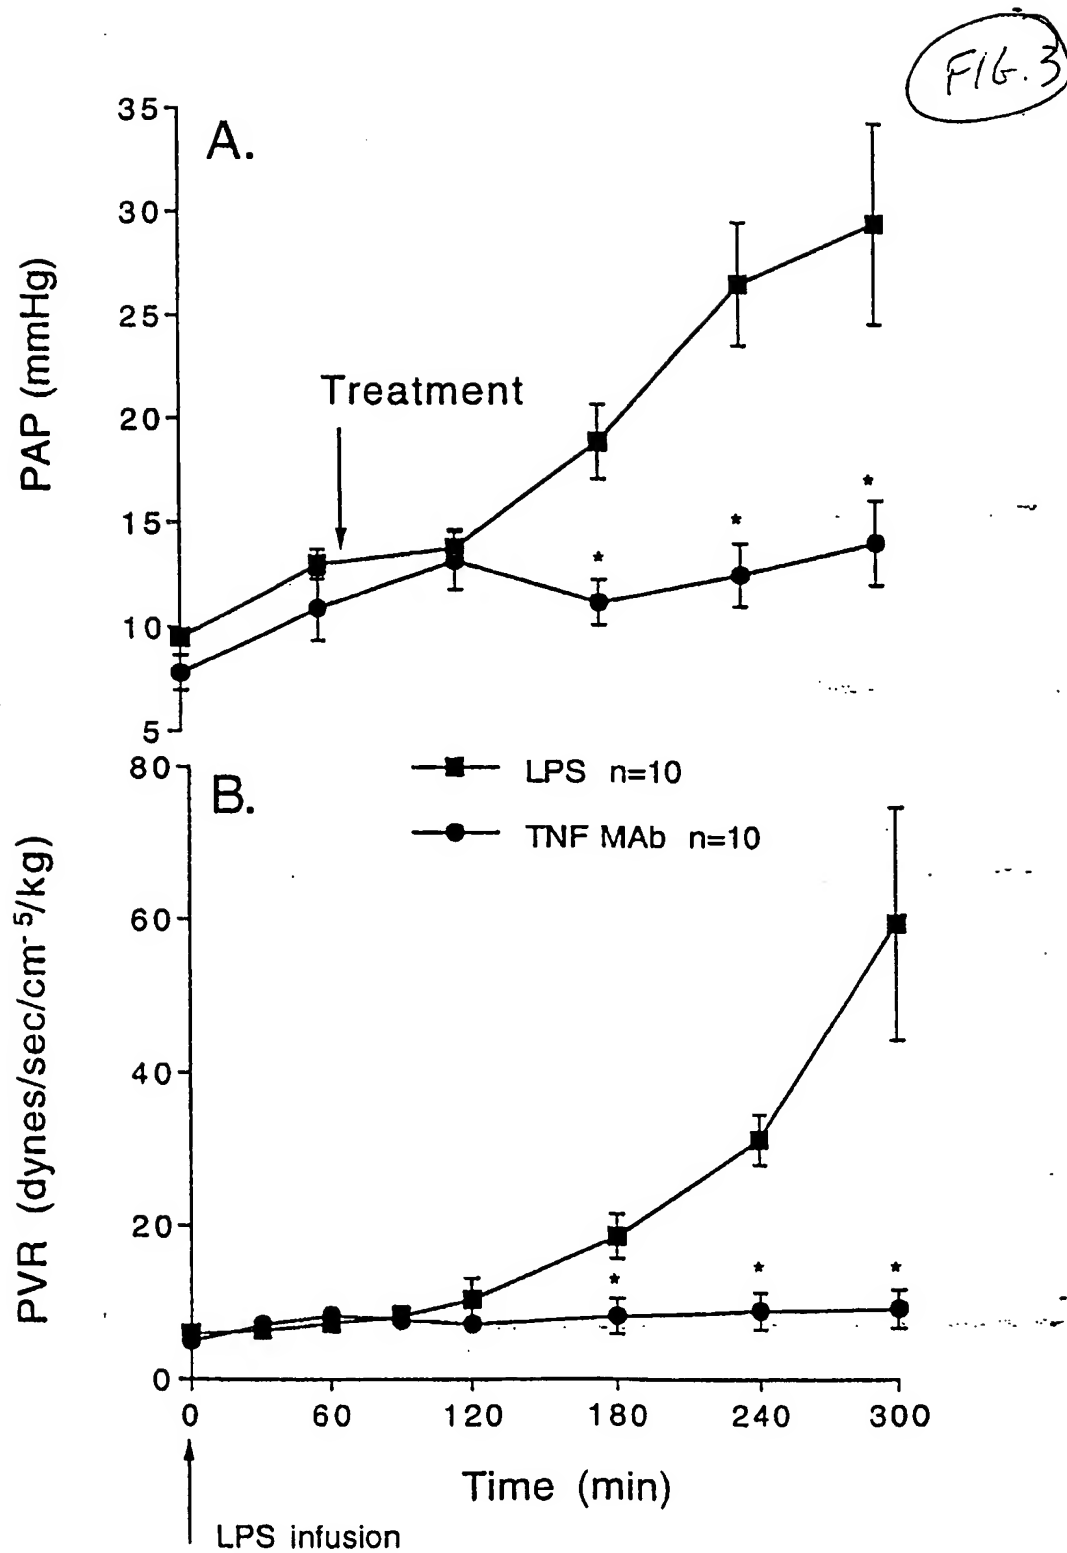 FIG. 3
A.
35
30
25
20
15
10
5
PAP (mmHg)
Treatment
*
*
*
LPS n=10
TNF MAb n=10
B.
80
60
40
20
0
PVR (dynes/sec/cm-5/kg)
*
*
*
0 60 120 180 240 300
Time (min)
LPS infusion